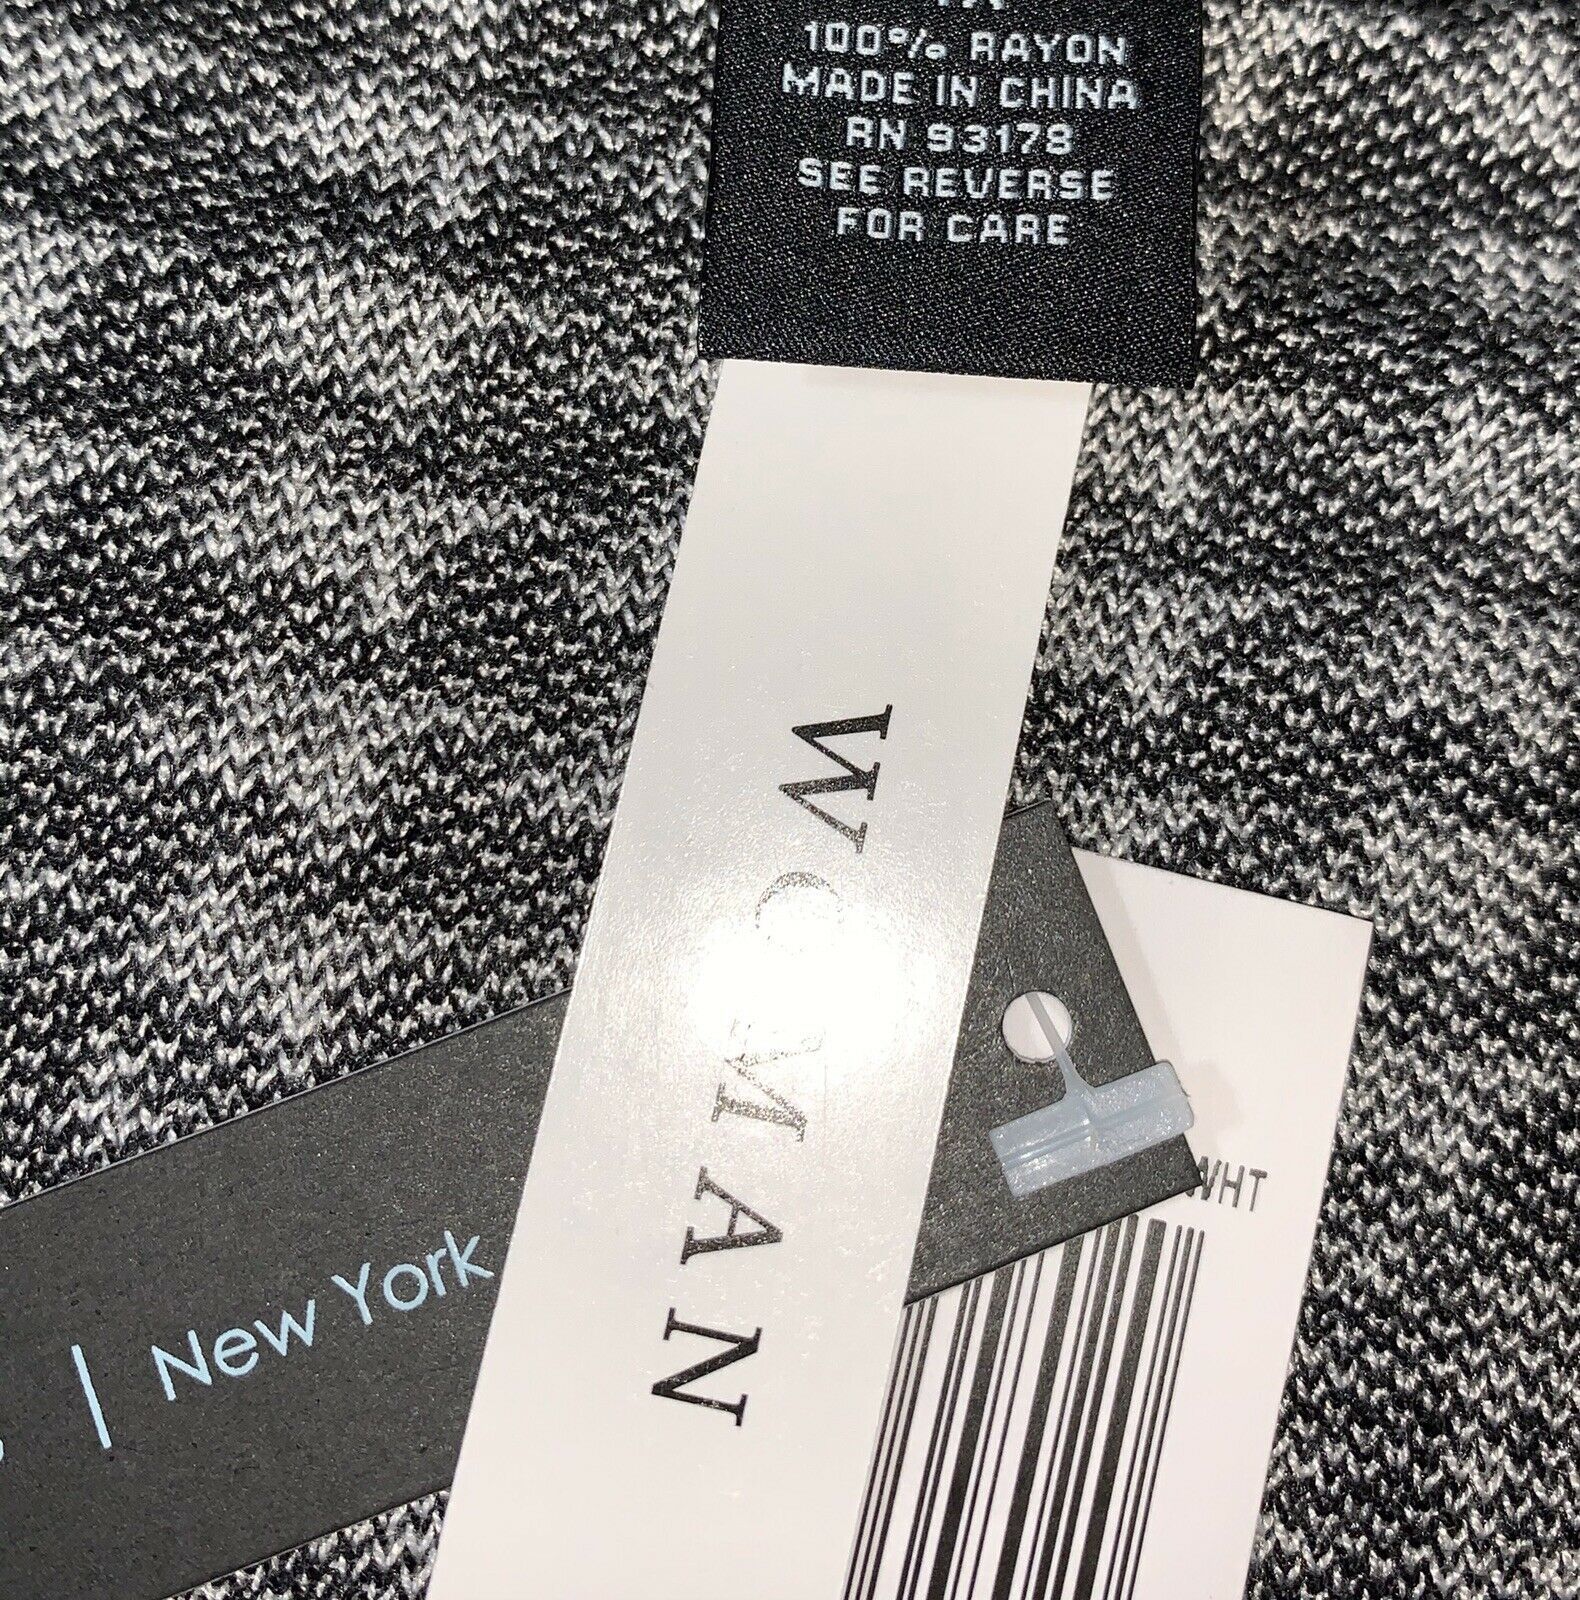 100% RAYON
MADE IN CHINA
RN 93178
SEE REVERSE
FOR CARE
WOMAN
WHT
| New York